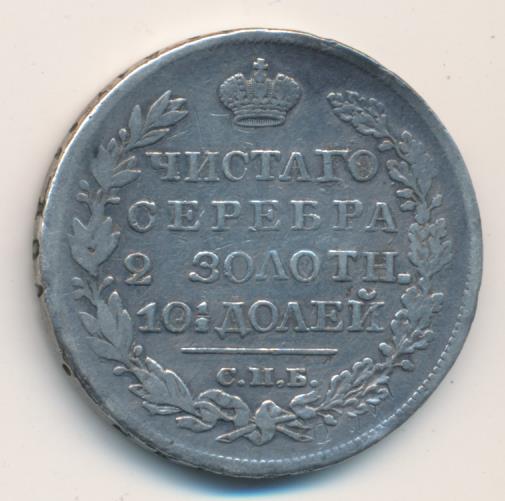 ЧИСТАГО
СЕРЕБРА
2 ЗОЛОТН.
10½ ДОЛЕЙ
С.П.Б.